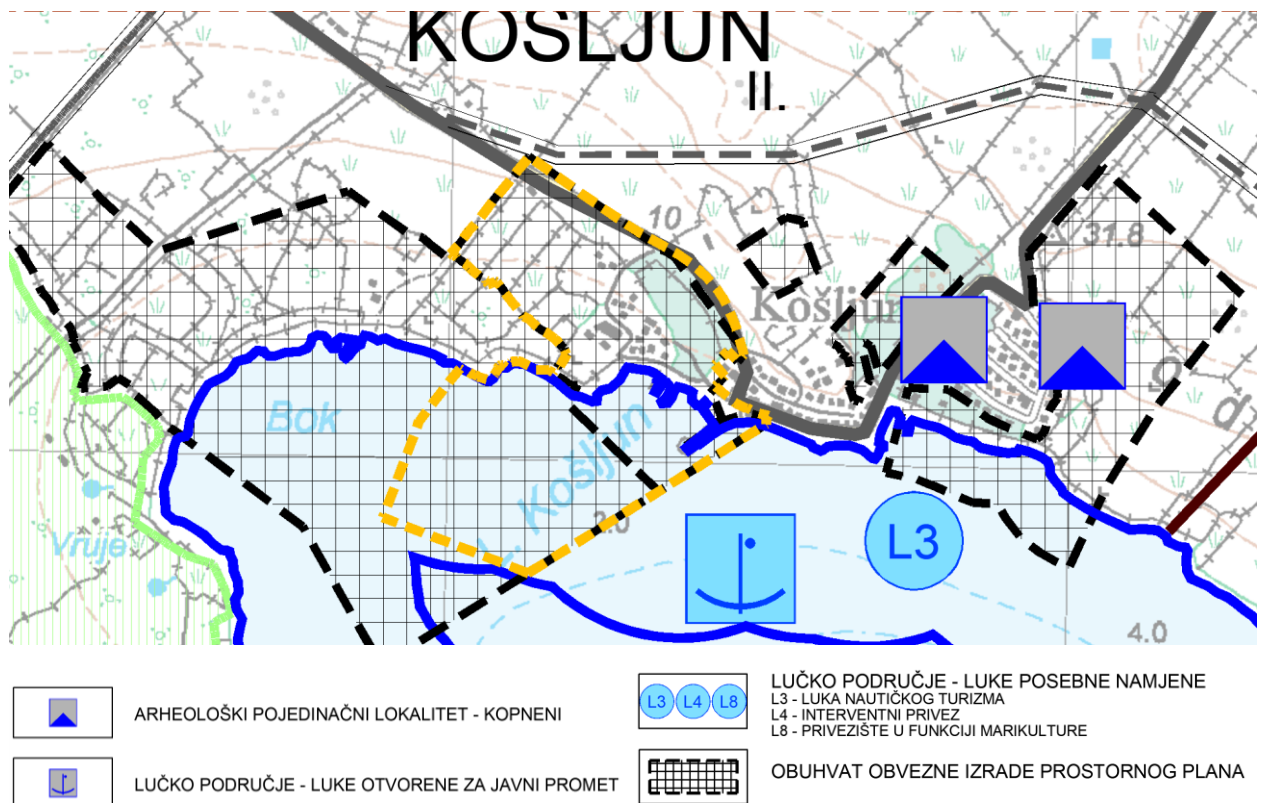 KOŠLJUN
II.
10
31.8
Košljun
Bok
L. Košljun
2.0
Vruje
L3
4.0
ARHEOLOŠKI POJEDINAČNI LOKALITET - KOPNENI
LUČKO PODRUČJE - LUKE OTVORENE ZA JAVNI PROMET
L3 L4 L8
LUČKO PODRUČJE - LUKE POSEBNE NAMJENE
L3 - LUKA NAUTIČKOG TURIZMA
L4 - INTERVENTNI PRIVEZ
L8 - PRIVEZIŠTE U FUNKCIJI MARIKULTURE
OBUHVAT OBVEZNE IZRADE PROSTORNOG PLANA